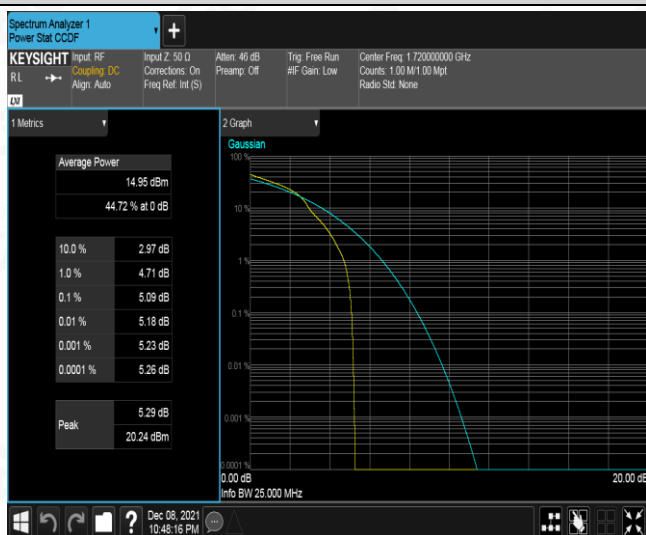 Spectrum Analyzer 1
Power Stat CCDF
+
KEYSIGHT
RL
LXI
Input: RF
Coupling: DC
Align: Auto
Input Z: 50 Ω
Corrections: On
Freq Ref: Int (S)
Atten: 46 dB
Preamp: Off
Trig: Free Run
#IF Gain: Low
Center Freq: 1.720000000 GHz
Counts: 1.00 M/1.00 Mpt
Radio Std: None
1 Metrics
Average Power
14.95 dBm
44.72 % at 0 dB
10.0 % 2.97 dB
1.0 % 4.71 dB
0.1 % 5.09 dB
0.01 % 5.18 dB
0.001 % 5.23 dB
0.0001 % 5.26 dB
Peak
5.29 dB
20.24 dBm
2 Graph
Gaussian
100 %
10 %
1 %
0.1 %
0.01 %
0.001 %
0.0001 %
0.00 dB 20.00 dB
Info BW 25.000 MHz
?
Dec 08, 2021
10:48:16 PM